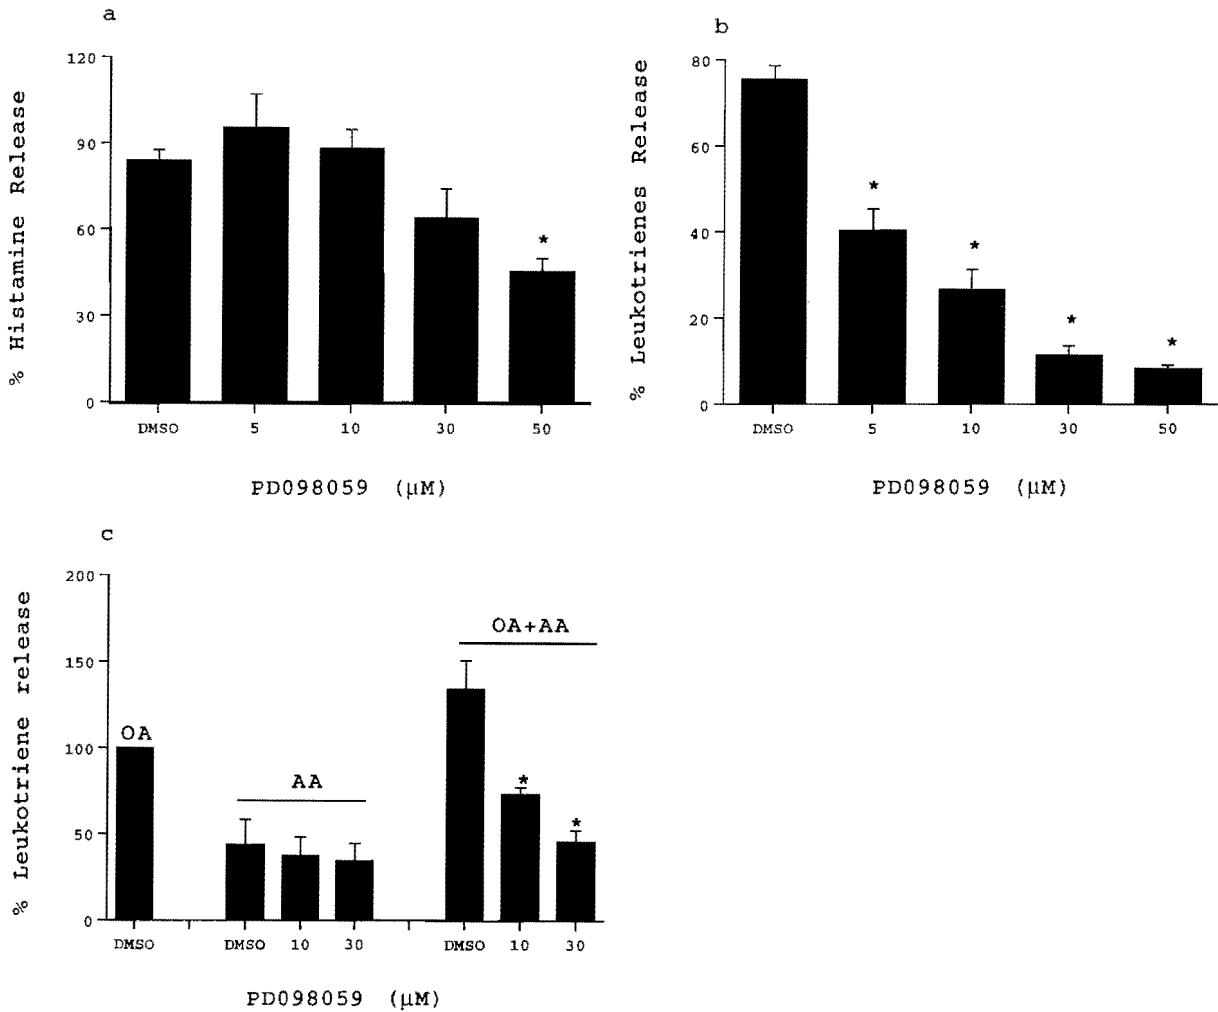 a
% Histamine Release
120
90
60
30
0
*
DMSO 5 10 30 50
PD098059 (µM)
b
% Leukotrienes Release
80
60
40
20
0
*
*
*
*
DMSO 5 10 30 50
PD098059 (µM)
c
% Leukotriene release
200
150
100
50
0
OA
AA
OA+AA
*
*
DMSO DMSO 10 30 DMSO 10 30
PD098059 (µM)